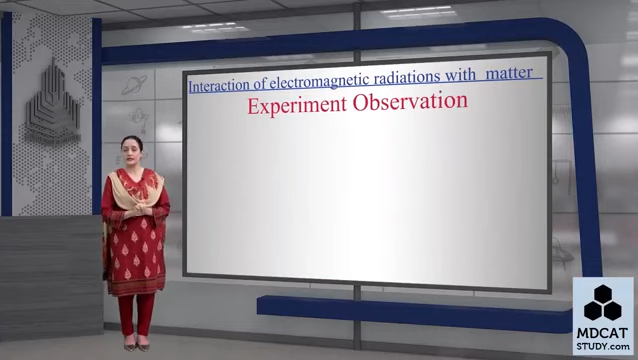 Interaction of electromagnetic radiations with matter
Experiment Observation
MDCAT
STUDY.com